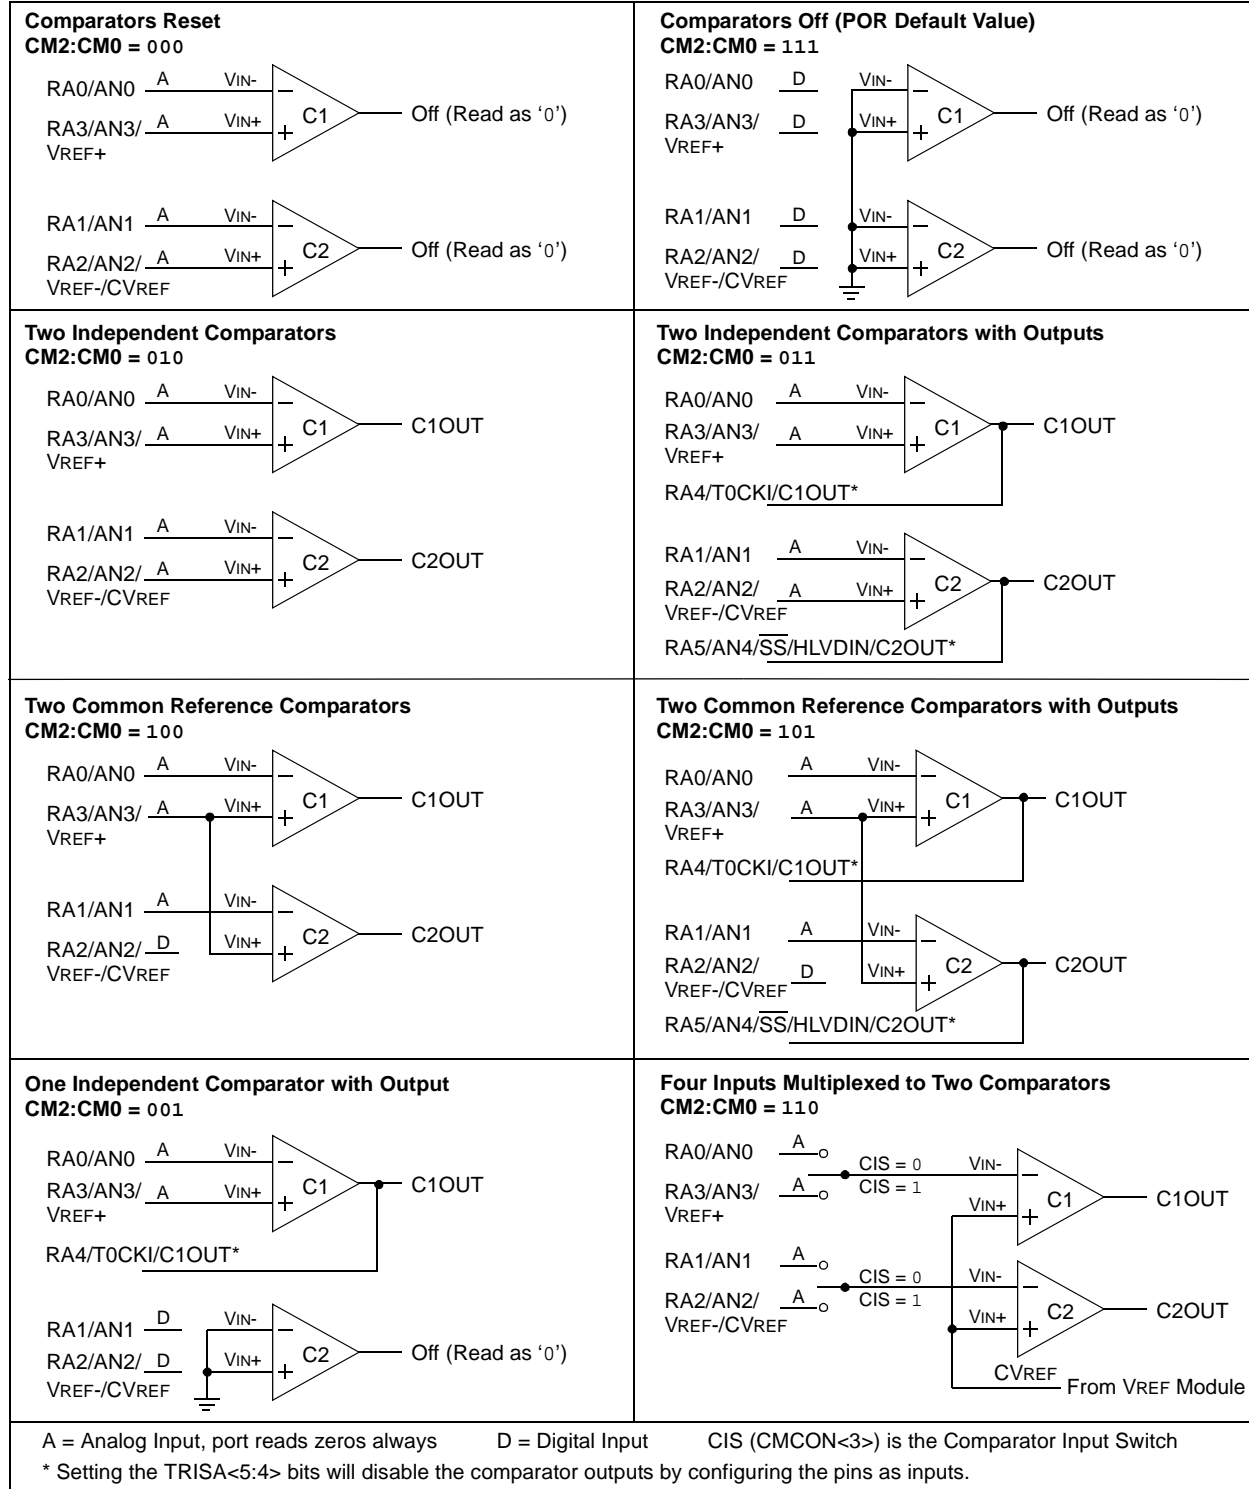 Comparators Reset
CM2:CM0 = 000
RA0/AN0 A VIN-
C1 Off (Read as ‘0’)
RA3/AN3/ A VIN+
VREF+
RA1/AN1 A VIN-
C2 Off (Read as ‘0’)
RA2/AN2/ A VIN+
VREF-/CVREF
Comparators Off (POR Default Value)
CM2:CM0 = 111
RA0/AN0 D VIN-
C1 Off (Read as ‘0’)
RA3/AN3/ D VIN+
VREF+
RA1/AN1 D VIN-
C2 Off (Read as ‘0’)
RA2/AN2/ D VIN+
VREF-/CVREF
Two Independent Comparators
CM2:CM0 = 010
RA0/AN0 A VIN-
C1 C1OUT
RA3/AN3/ A VIN+
VREF+
RA1/AN1 A VIN-
C2 C2OUT
RA2/AN2/ A VIN+
VREF-/CVREF
Two Independent Comparators with Outputs
CM2:CM0 = 011
RA0/AN0 A VIN-
C1 C1OUT
RA3/AN3/ A VIN+
VREF+
RA4/T0CKI/C1OUT*
RA1/AN1 A VIN-
C2 C2OUT
RA2/AN2/ A VIN+
VREF-/CVREF
RA5/AN4/SS/HLVDIN/C2OUT*
Two Common Reference Comparators
CM2:CM0 = 100
RA0/AN0 A VIN-
C1 C1OUT
RA3/AN3/ A VIN+
VREF+
RA1/AN1 A VIN-
C2 C2OUT
RA2/AN2/ D VIN+
VREF-/CVREF
Two Common Reference Comparators with Outputs
CM2:CM0 = 101
RA0/AN0 A VIN-
C1 C1OUT
RA3/AN3/ A VIN+
VREF+
RA4/T0CKI/C1OUT*
RA1/AN1 A VIN-
C2 C2OUT
RA2/AN2/ D VIN+
VREF-/CVREF
RA5/AN4/SS/HLVDIN/C2OUT*
One Independent Comparator with Output
CM2:CM0 = 001
RA0/AN0 A VIN-
C1 C1OUT
RA3/AN3/ A VIN+
VREF+
RA4/T0CKI/C1OUT*
RA1/AN1 D VIN-
C2 Off (Read as ‘0’)
RA2/AN2/ D VIN+
VREF-/CVREF
Four Inputs Multiplexed to Two Comparators
CM2:CM0 = 110
RA0/AN0 A
CIS = 0 VIN-
RA3/AN3/ A CIS = 1
C1 C1OUT
VREF+ VIN+
RA1/AN1 A
CIS = 0 VIN-
RA2/AN2/ A CIS = 1
C2 C2OUT
VREF-/CVREF VIN+
CVREF
From VREF Module
A = Analog Input, port reads zeros always D = Digital Input CIS (CMCON<3>) is the Comparator Input Switch
* Setting the TRISA<5:4> bits will disable the comparator outputs by configuring the pins as inputs.